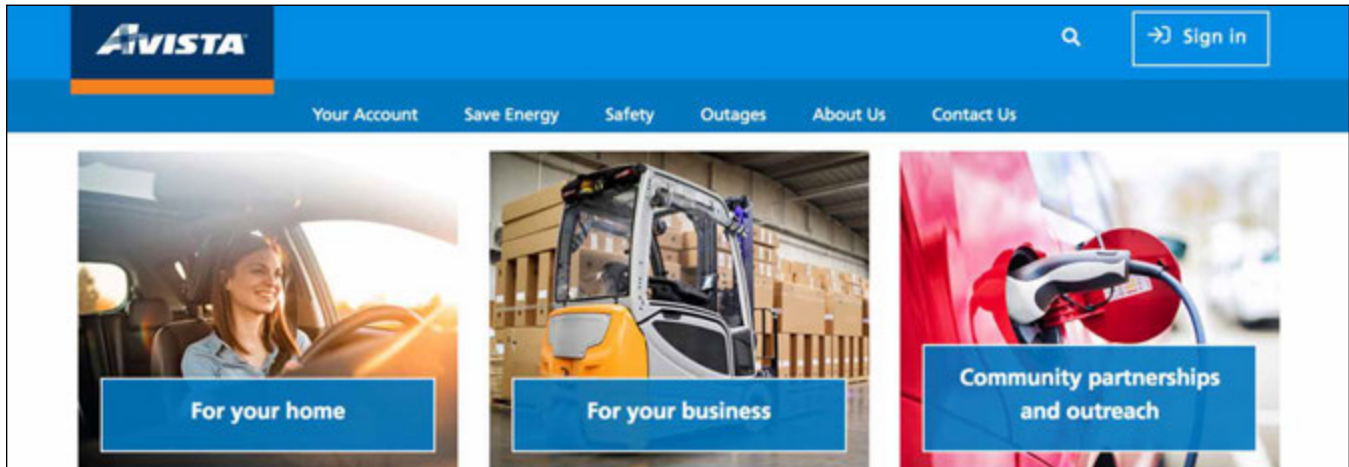 AVISTA
Sign in
Your Account Save Energy Safety Outages About Us Contact Us
For your home
For your business
Community partnerships
and outreach